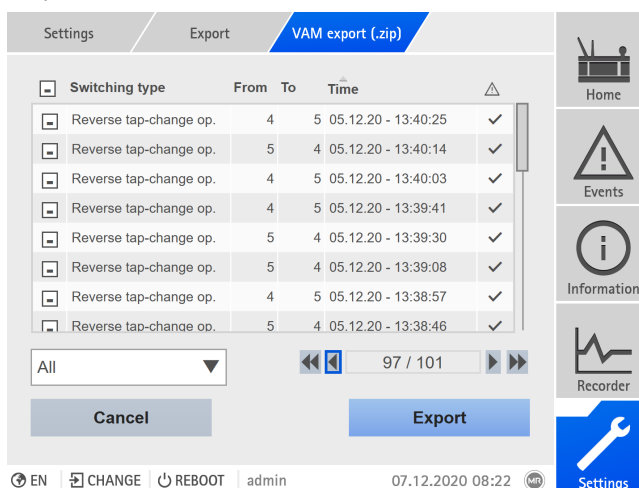 Settings Export VAM export (.zip)
Switching type From To Time
Reverse tap-change op. 4 5 05.12.20 - 13:40:25
Reverse tap-change op. 5 4 05.12.20 - 13:40:14
Reverse tap-change op. 4 5 05.12.20 - 13:40:03
Reverse tap-change op. 4 5 05.12.20 - 13:39:41
Reverse tap-change op. 5 4 05.12.20 - 13:39:30
Reverse tap-change op. 5 4 05.12.20 - 13:39:08
Reverse tap-change op. 4 5 05.12.20 - 13:38:57
Reverse tap-change op. 5 4 05.12.20 - 13:38:46
All
97 / 101
Cancel
Export
EN CHANGE REBOOT admin 07.12.2020 08:22 MR
Home
Events
Information
Recorder
Settings